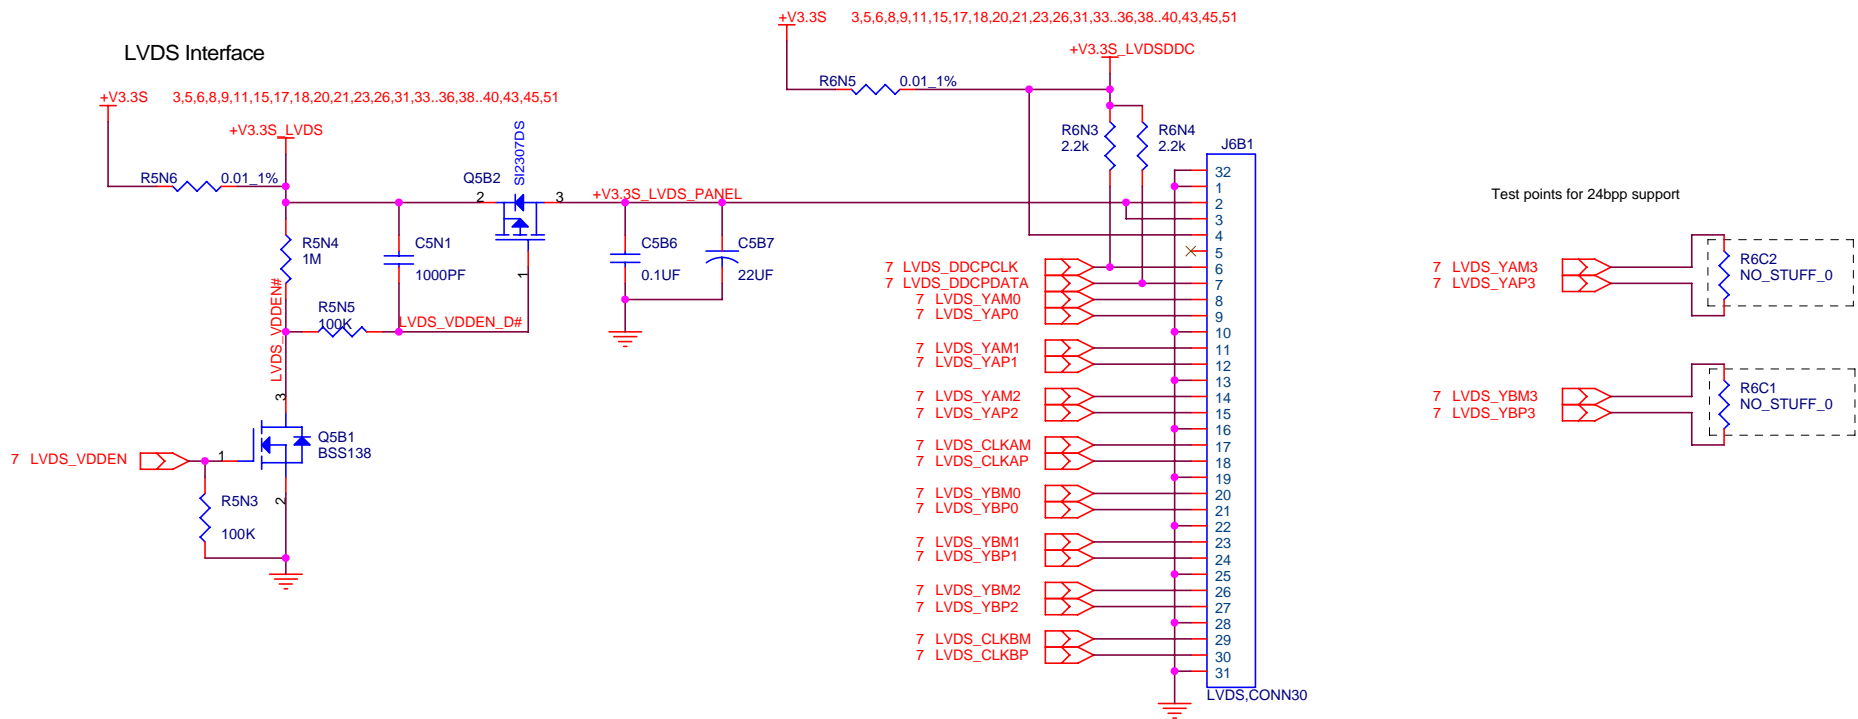 LVDS Interface
+V3.3S 3,5,6,8,9,11,15,17,18,20,21,23,26,31,33..36,38..40,43,45,51
+V3.3S_LVDS
R5N6 0.01_1%
Q5B2
SI2307DS
2
3
1
+V3.3S_LVDS_PANEL
R5N4
1M
C5N1
1000PF
C5B6
0.1UF
C5B7
22UF
R5N5
100K
LVDS_VDDEN_D#
LVDS_VDDEN#
3
Q5B1
BSS138
7 LVDS_VDDEN
1
2
R5N3
100K
+V3.3S 3,5,6,8,9,11,15,17,18,20,21,23,26,31,33..36,38..40,43,45,51
+V3.3S_LVDSDDC
R6N5 0.01_1%
R6N3
2.2k
R6N4
2.2k
J6B1
32
1
2
3
4
5
7 LVDS_DDCPCLK 6
7 LVDS_DDCPDATA 7
7 LVDS_YAM0 8
7 LVDS_YAP0 9
10
7 LVDS_YAM1 11
7 LVDS_YAP1 12
13
7 LVDS_YAM2 14
7 LVDS_YAP2 15
16
7 LVDS_CLKAM 17
7 LVDS_CLKAP 18
19
7 LVDS_YBM0 20
7 LVDS_YBP0 21
22
7 LVDS_YBM1 23
7 LVDS_YBP1 24
25
7 LVDS_YBM2 26
7 LVDS_YBP2 27
28
7 LVDS_CLKBM 29
7 LVDS_CLKBP 30
31
LVDS,CONN30
Test points for 24bpp support
7 LVDS_YAM3
7 LVDS_YAP3
R6C2
NO_STUFF_0
7 LVDS_YBM3
7 LVDS_YBP3
R6C1
NO_STUFF_0